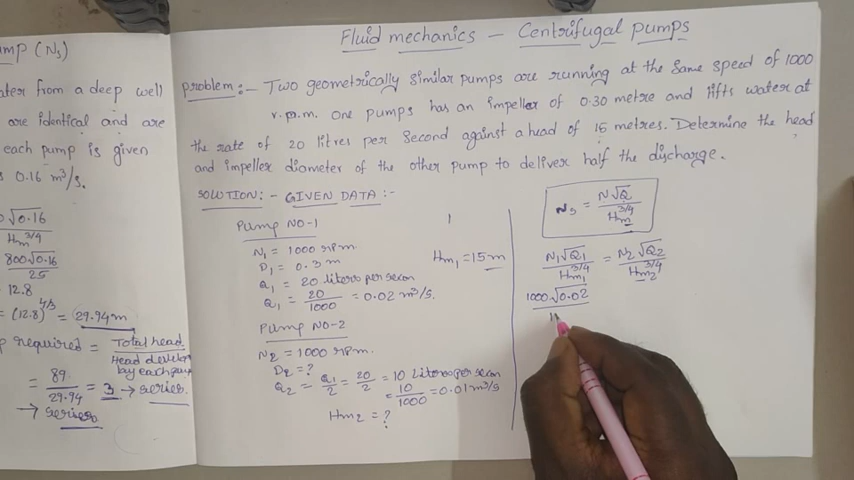 ump (Ns)
ater from a deep well
are identical and are
each pump is given
s 0.16 m³/s.
0 √0.16
Hm^3/4
800√0.16
25
12.8
= (12.8)^4/3 = 29.94m
p required = Total head
Head develop
by each pump
= 89 / 29.94 = 3 → series.
→ series
Fluid mechanics - Centrifugal pumps
problem:- Two geometrically similar pumps are running at the same speed of 1000
r.p.m. One pumps has an impeller of 0.30 metre and lifts water at
the rate of 20 litres per second against a head of 15 metres. Determine the head
and impeller diameter of the other pump to deliver half the dischage.
SOLUTION:- GIVEN DATA:-
Pump NO-1
N₁ = 1000 rpm.
D₁ = 0.3 m
Hm₁ = 15m
Q₁ = 20 liters per secon
Q₁ = 20/1000 = 0.02 m³/s.
Pump NO-2
N₂ = 1000 rpm.
D₂ = ?
Q₂ = Q₁/2 = 20/2 = 10 Liters per secon
= 10/1000 = 0.01 m³/s
Hm₂ = ?
Ns = N√Q / Hm^3/4
N₁√Q₁ / Hm₁^3/4 = N₂√Q₂ / Hm₂^3/4
1000√0.02